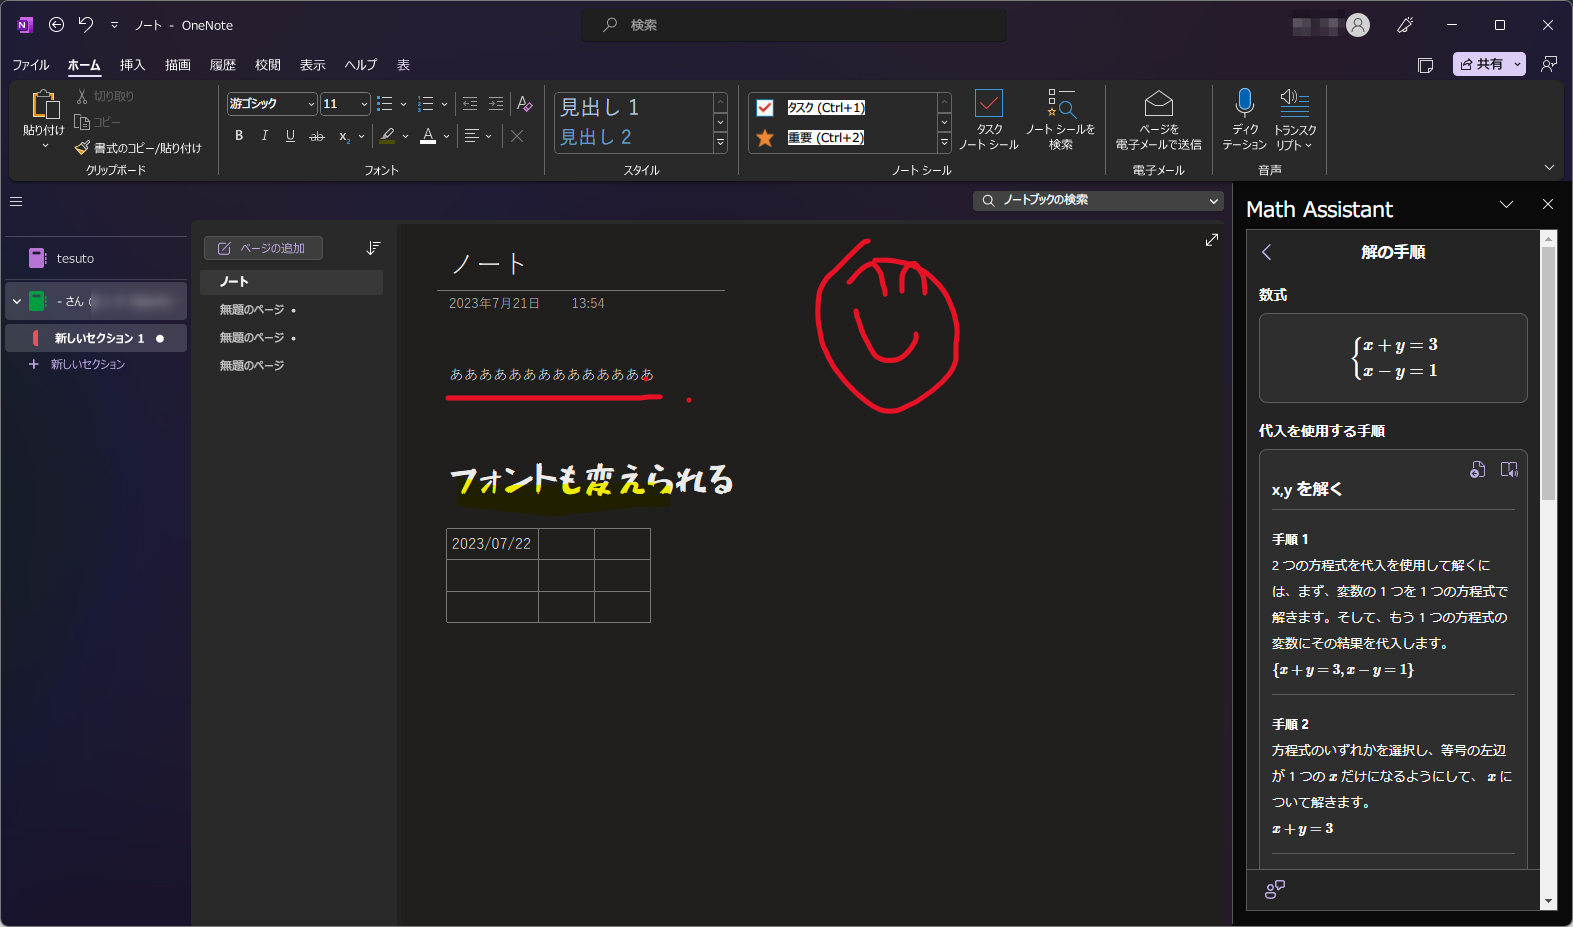 ノート - OneNote
検索
ファイル ホーム 挿入 描画 履歴 校閲 表示 ヘルプ 表
共有
貼り付け
切り取り
コピー
書式のコピー/貼り付け
クリップボード
游ゴシック 11
B I U ab x₂ A
フォント
見出し 1
見出し 2
スタイル
タスク (Ctrl+1)
重要 (Ctrl+2)
タスク
ノート シール
ノート シールを
検索
ノート シール
ページを
電子メールで送信
電子メール
ディク
テーション
トランスク
リプト
音声
ノートブックの検索
tesuto
- さん (
新しいセクション 1
新しいセクション
ページの追加
ノート
無題のページ
無題のページ
無題のページ
ノート
2023年7月21日 13:54
ああああああああああああああ
フォントも変えられる
2023/07/22
Math Assistant
解の手順
数式
x + y = 3
x − y = 1
代入を使用する手順
x,y を解く
手順 1
2 つの方程式を代入を使用して解くに
は、まず、変数の 1 つを 1 つの方程式で
解きます。そして、もう 1 つの方程式の
変数にその結果を代入します。
{x + y = 3, x − y = 1}
手順 2
方程式のいずれかを選択し、等号の左辺
が 1 つの x だけになるようにして、 x に
ついて解きます。
x + y = 3